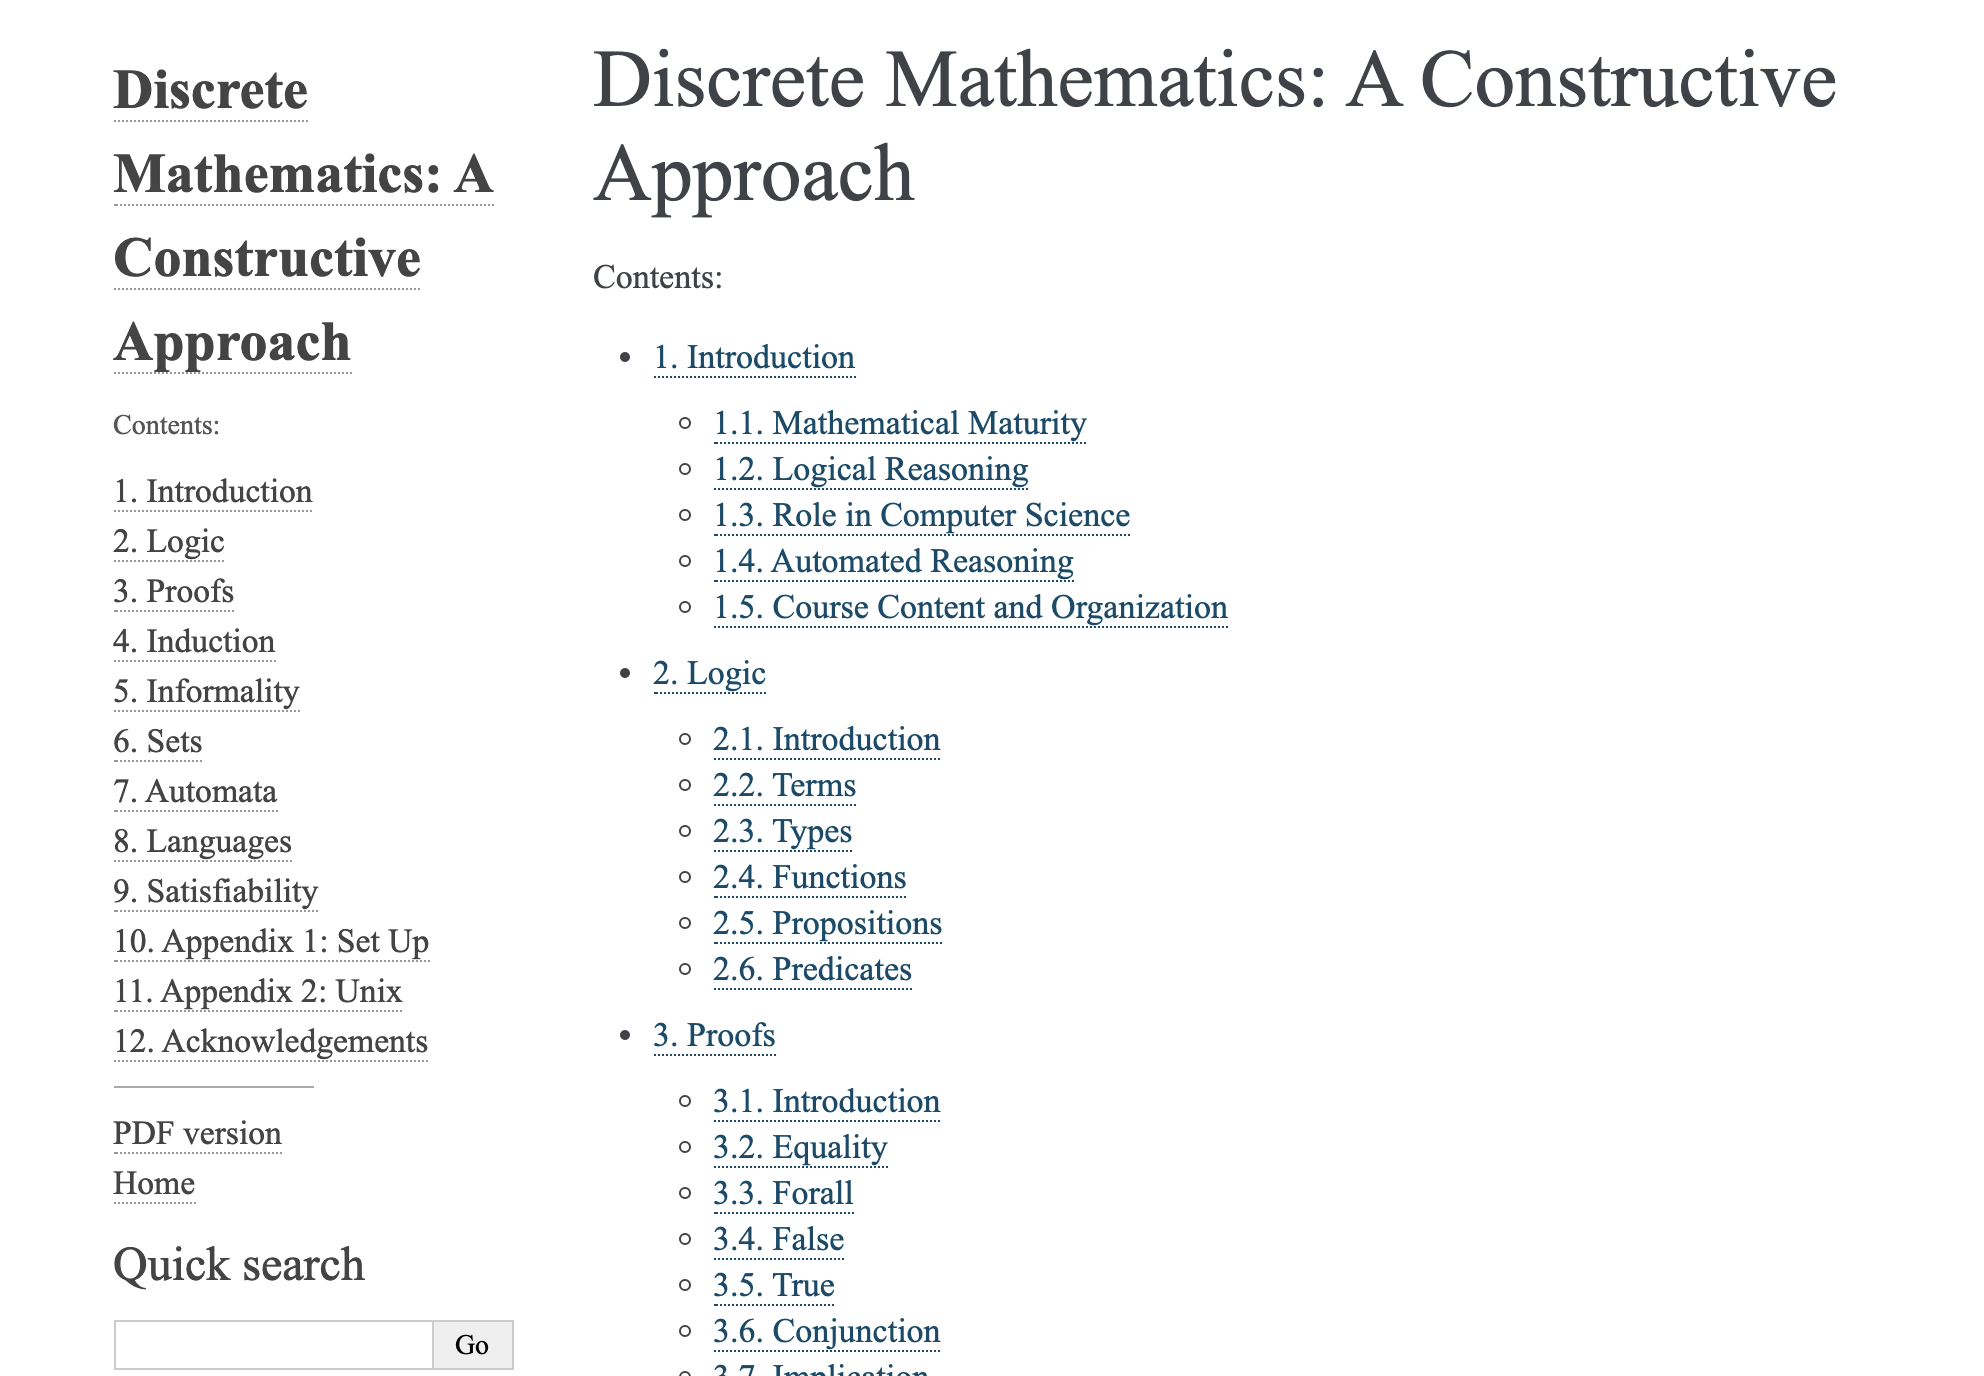 Discrete
Mathematics: A
Constructive
Approach
Contents:
1. Introduction
2. Logic
3. Proofs
4. Induction
5. Informality
6. Sets
7. Automata
8. Languages
9. Satisfiability
10. Appendix 1: Set Up
11. Appendix 2: Unix
12. Acknowledgements
PDF version
Home
Quick search
Go
Discrete Mathematics: A Constructive
Approach
Contents:
1. Introduction
1.1. Mathematical Maturity
1.2. Logical Reasoning
1.3. Role in Computer Science
1.4. Automated Reasoning
1.5. Course Content and Organization
2. Logic
2.1. Introduction
2.2. Terms
2.3. Types
2.4. Functions
2.5. Propositions
2.6. Predicates
3. Proofs
3.1. Introduction
3.2. Equality
3.3. Forall
3.4. False
3.5. True
3.6. Conjunction
3.7. Implication